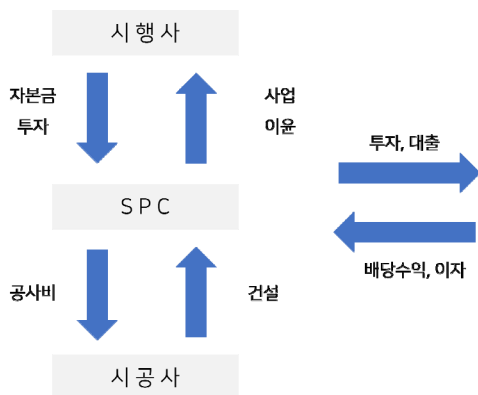 시행사
자본금
투자
사업
이윤
투자, 대출
SPC
배당수익, 이자
공사비
건설
시공사